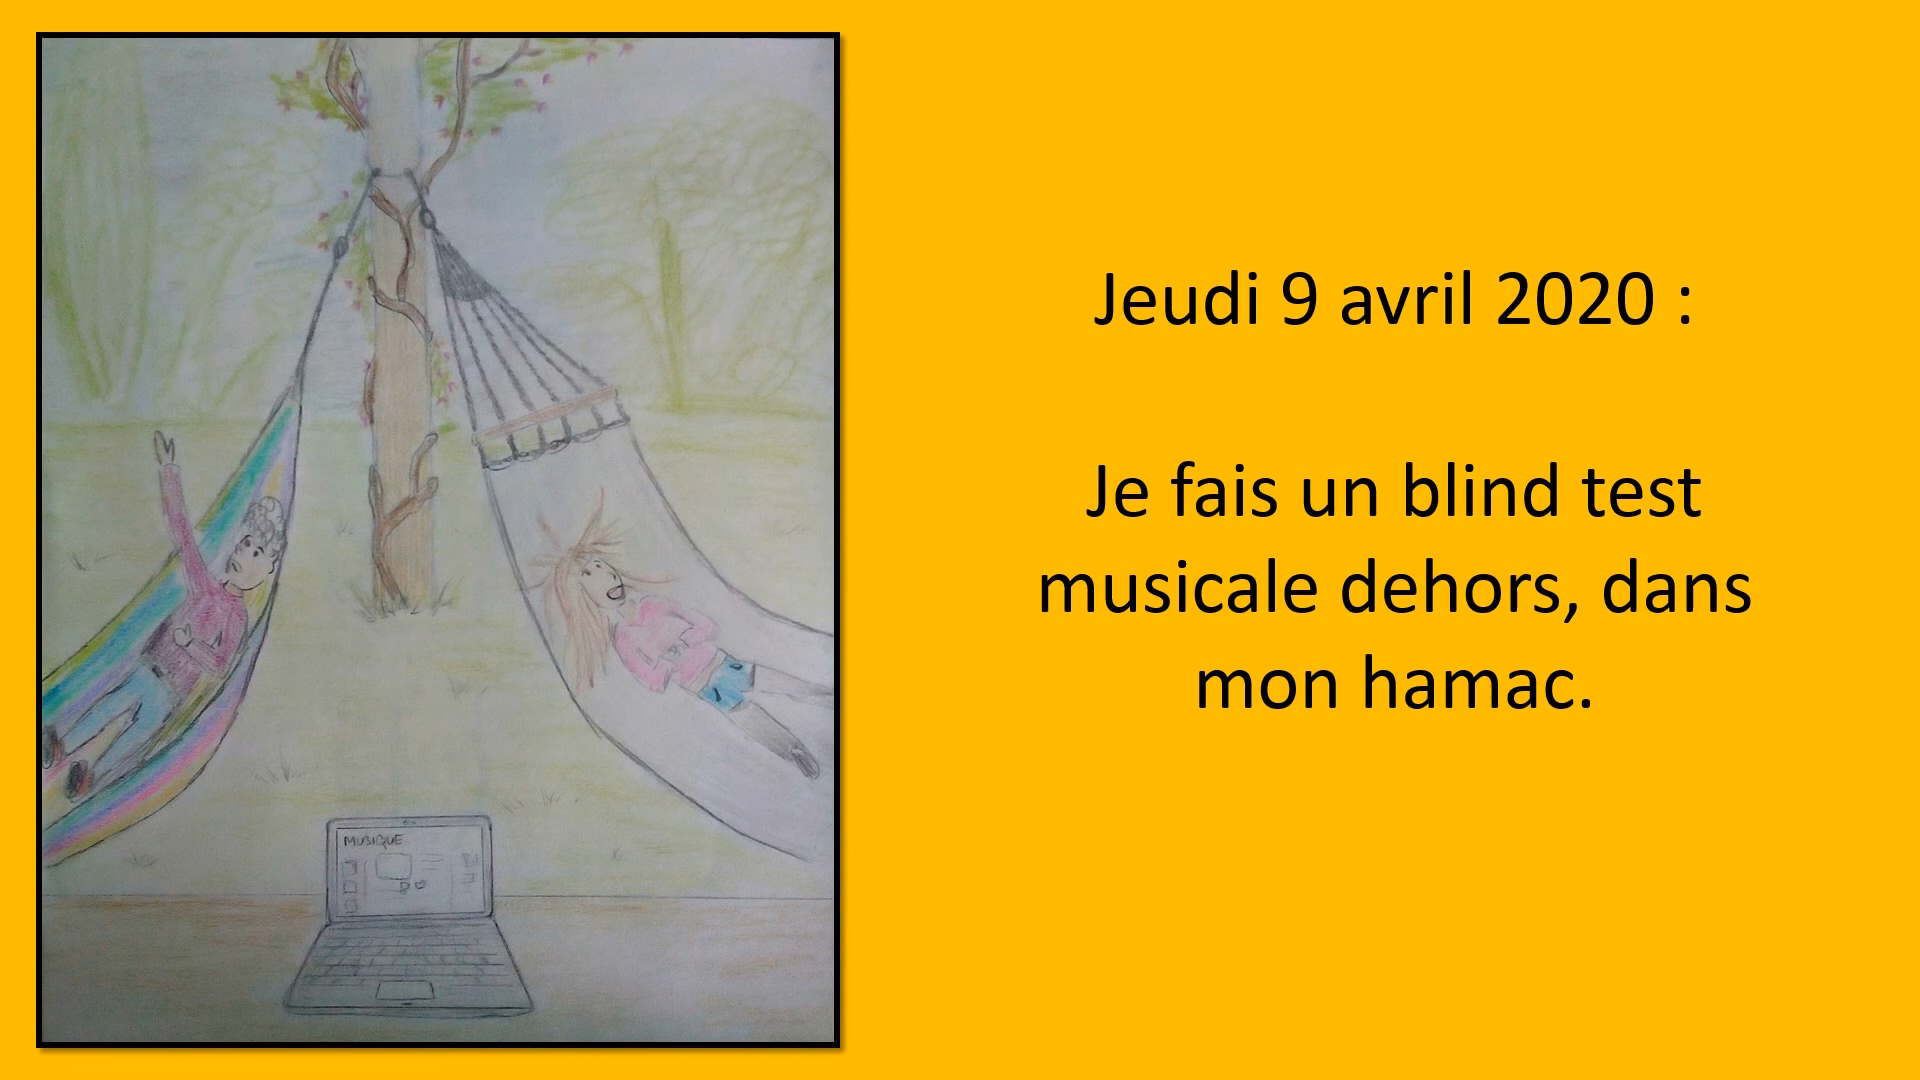 Jeudi 9 avril 2020 :
Je fais un blind test
musicale dehors, dans
mon hamac.
MUSIQUE